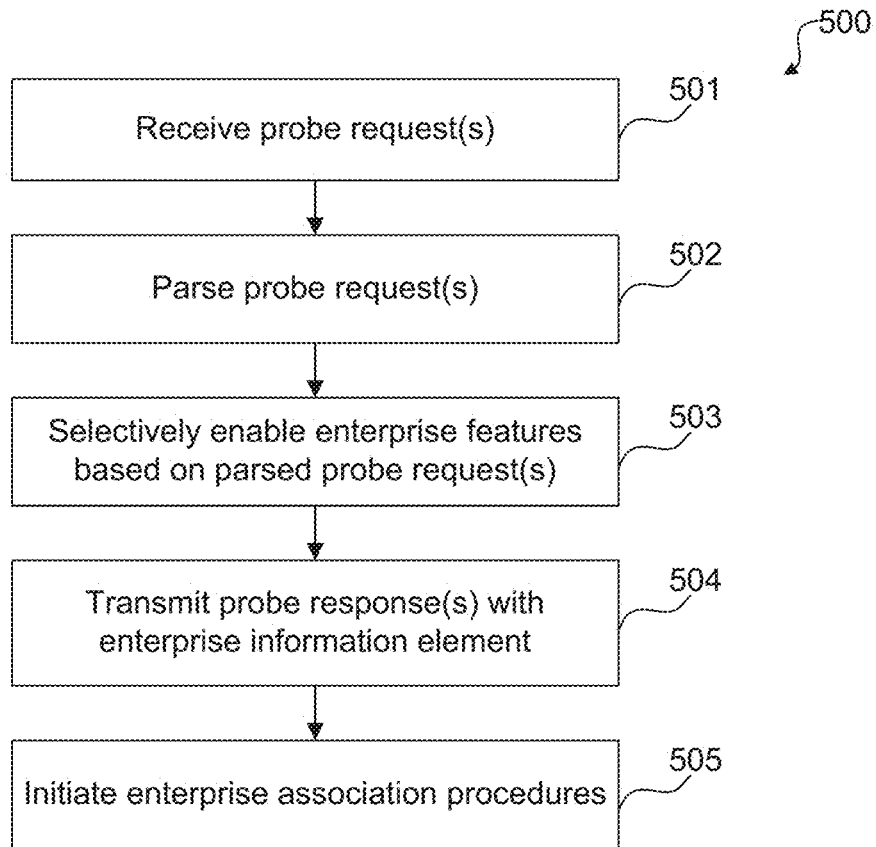 500
501
Receive probe request(s)
502
Parse probe request(s)
503
Selectively enable enterprise features
based on parsed probe request(s)
504
Transmit probe response(s) with
enterprise information element
505
Initiate enterprise association procedures